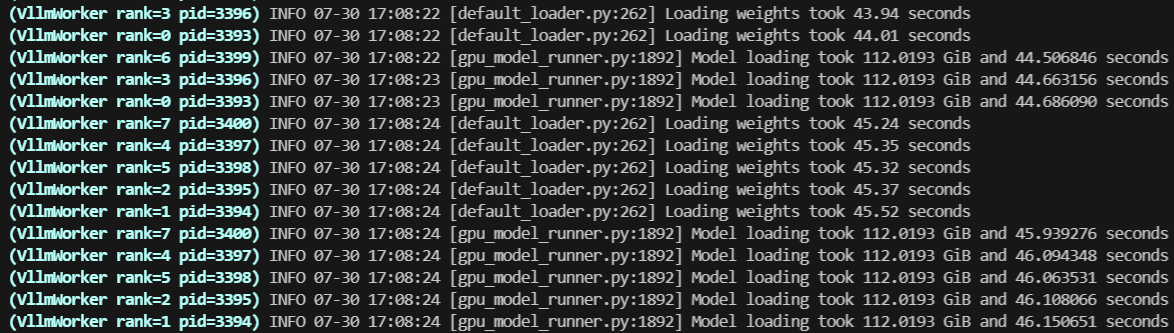 (VllmWorker rank=3 pid=3396) INFO 07-30 17:08:22 [default_loader.py:262] Loading weights took 43.94 seconds
(VllmWorker rank=0 pid=3393) INFO 07-30 17:08:22 [default_loader.py:262] Loading weights took 44.01 seconds
(VllmWorker rank=6 pid=3399) INFO 07-30 17:08:22 [gpu_model_runner.py:1892] Model loading took 112.0193 GiB and 44.506846 seconds
(VllmWorker rank=3 pid=3396) INFO 07-30 17:08:23 [gpu_model_runner.py:1892] Model loading took 112.0193 GiB and 44.663156 seconds
(VllmWorker rank=0 pid=3393) INFO 07-30 17:08:23 [gpu_model_runner.py:1892] Model loading took 112.0193 GiB and 44.686090 seconds
(VllmWorker rank=7 pid=3400) INFO 07-30 17:08:24 [default_loader.py:262] Loading weights took 45.24 seconds
(VllmWorker rank=4 pid=3397) INFO 07-30 17:08:24 [default_loader.py:262] Loading weights took 45.35 seconds
(VllmWorker rank=5 pid=3398) INFO 07-30 17:08:24 [default_loader.py:262] Loading weights took 45.32 seconds
(VllmWorker rank=2 pid=3395) INFO 07-30 17:08:24 [default_loader.py:262] Loading weights took 45.37 seconds
(VllmWorker rank=1 pid=3394) INFO 07-30 17:08:24 [default_loader.py:262] Loading weights took 45.52 seconds
(VllmWorker rank=7 pid=3400) INFO 07-30 17:08:24 [gpu_model_runner.py:1892] Model loading took 112.0193 GiB and 45.939276 seconds
(VllmWorker rank=4 pid=3397) INFO 07-30 17:08:24 [gpu_model_runner.py:1892] Model loading took 112.0193 GiB and 46.094348 seconds
(VllmWorker rank=5 pid=3398) INFO 07-30 17:08:24 [gpu_model_runner.py:1892] Model loading took 112.0193 GiB and 46.063531 seconds
(VllmWorker rank=2 pid=3395) INFO 07-30 17:08:24 [gpu_model_runner.py:1892] Model loading took 112.0193 GiB and 46.108066 seconds
(VllmWorker rank=1 pid=3394) INFO 07-30 17:08:24 [gpu_model_runner.py:1892] Model loading took 112.0193 GiB and 46.150651 seconds